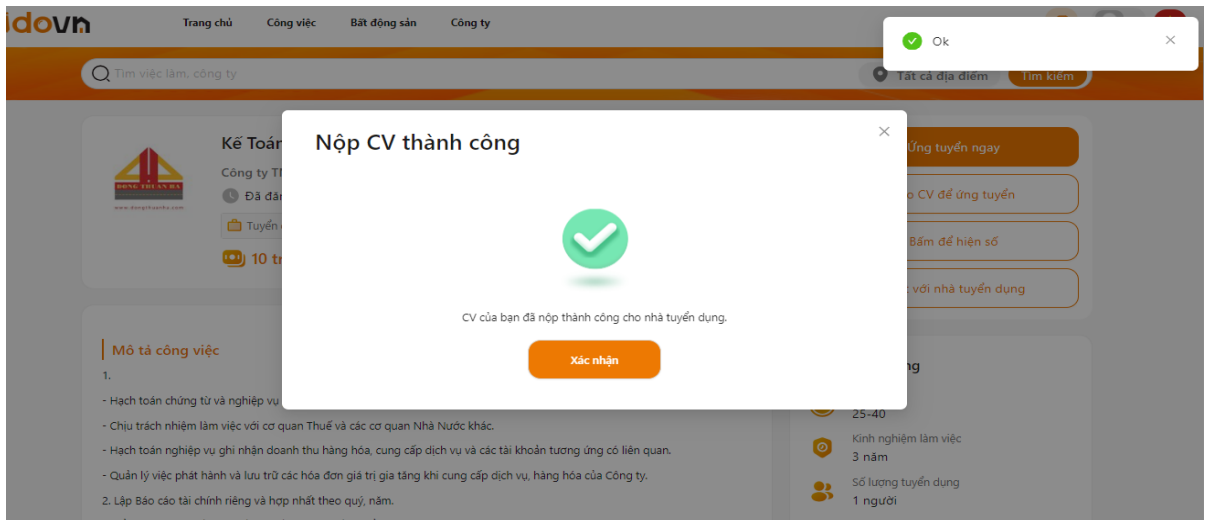 idovn
Trang chủ
Công việc
Bất động sản
Công ty
Ok
Tìm việc làm, công ty
Tất cả địa điểm
Tìm kiếm
Nộp CV thành công
CV của bạn đã nộp thành công cho nhà tuyển dụng.
Xác nhận
DONG THUAN HA
www.dongthuanha.com
Kế Toán
Công ty
Đã
Tuyển
10
Ứng tuyển ngay
CV để ứng tuyển
Bấm để hiện số
với nhà tuyển dụng
Mô tả công việc
1.
- Hạch toán chứng từ và nghiệp vụ
- Chịu trách nhiệm làm việc với cơ quan Thuế và các cơ quan Nhà Nước khác.
- Hạch toán nghiệp vụ ghi nhận doanh thu hàng hóa, cung cấp dịch vụ và các tài khoản tương ứng có liên quan.
- Quản lý việc phát hành và lưu trữ các hóa đơn giá trị gia tăng khi cung cấp dịch vụ, hàng hóa của Công ty.
2. Lập Báo cáo tài chính riêng và hợp nhất theo quý, năm.
25-40
Kinh nghiệm làm việc
3 năm
Số lượng tuyển dụng
1 người